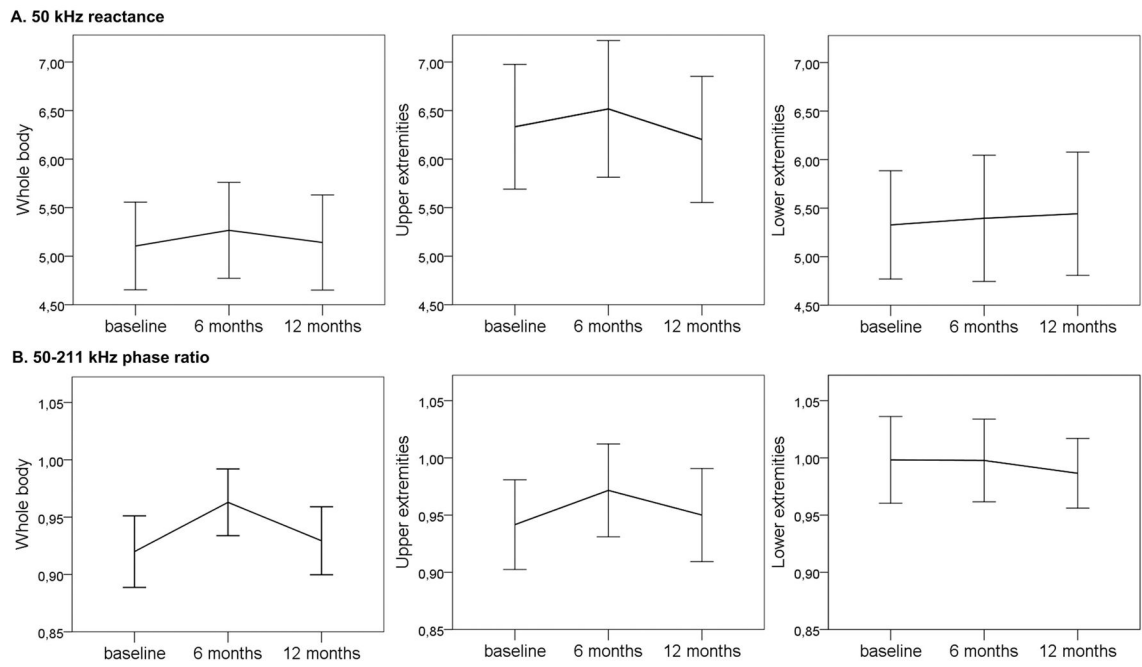 A. 50 kHz reactance
Whole body
7,00
6,50
6,00
5,50
5,00
4,50
baseline 6 months 12 months
Upper extremities
7,00
6,50
6,00
5,50
5,00
4,50
baseline 6 months 12 months
Lower extremities
7,00
6,50
6,00
5,50
5,00
4,50
baseline 6 months 12 months
B. 50-211 kHz phase ratio
Whole body
1,05
1,00
0,95
0,90
0,85
baseline 6 months 12 months
Upper extremities
1,05
1,00
0,95
0,90
0,85
baseline 6 months 12 months
Lower extremities
1,05
1,00
0,95
0,90
0,85
baseline 6 months 12 months